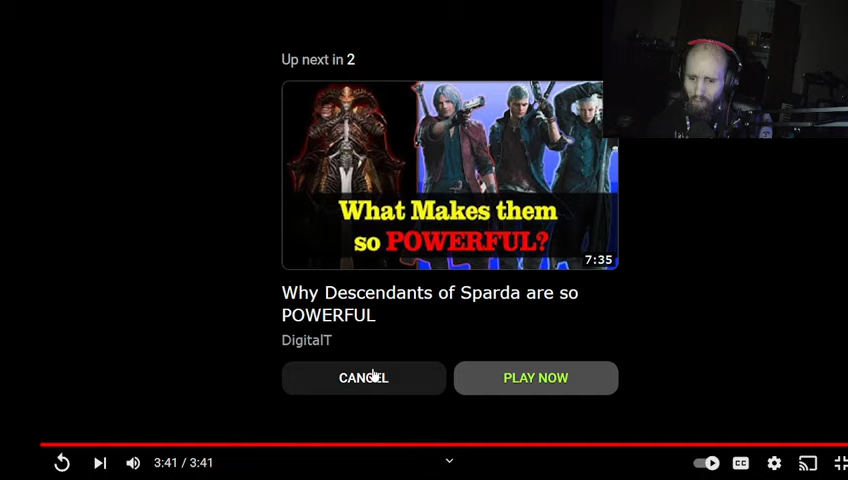 Up next in 2
What Makes them
so POWERFUL?
7:35
Why Descendants of Sparda are so
POWERFUL
DigitalT
CANCEL
PLAY NOW
3:41 / 3:41
CC